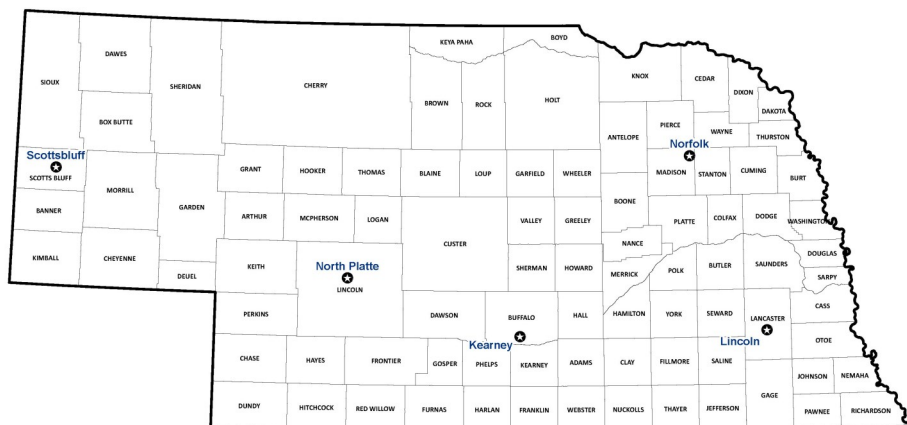 BOYD
KEYA PAHA
DAWES
SIOUX
SHERIDAN
CHERRY
KNOX
CEDAR
DIXON
DAKOTA
BROWN
ROCK
HOLT
BOX BUTTE
ANTELOPE
PIERCE
WAYNE
THURSTON
Scottsbluff
SCOTTS BLUFF
MORRILL
GRANT
HOOKER
THOMAS
BLAINE
LOUP
GARFIELD
WHEELER
Norfolk
MADISON
STANTON
CUMING
BURT
BANNER
GARDEN
ARTHUR
MCPHERSON
LOGAN
CUSTER
VALLEY
GREELEY
BOONE
PLATTE
COLFAX
DODGE
WASHINGTON
KIMBALL
CHEYENNE
DEUEL
KEITH
North Platte
LINCOLN
SHERMAN
HOWARD
NANCE
MERRICK
POLK
BUTLER
SAUNDERS
DOUGLAS
SARPY
PERKINS
DAWSON
BUFFALO
HALL
HAMILTON
YORK
SEWARD
LANCASTER
CASS
Kearney
Lincoln
OTOE
CHASE
HAYES
FRONTIER
GOSPER
PHELPS
KEARNEY
ADAMS
CLAY
FILLMORE
SALINE
GAGE
JOHNSON
NEMAHA
DUNDY
HITCHCOCK
RED WILLOW
FURNAS
HARLAN
FRANKLIN
WEBSTER
NUCKOLLS
THAYER
JEFFERSON
PAWNEE
RICHARDSON